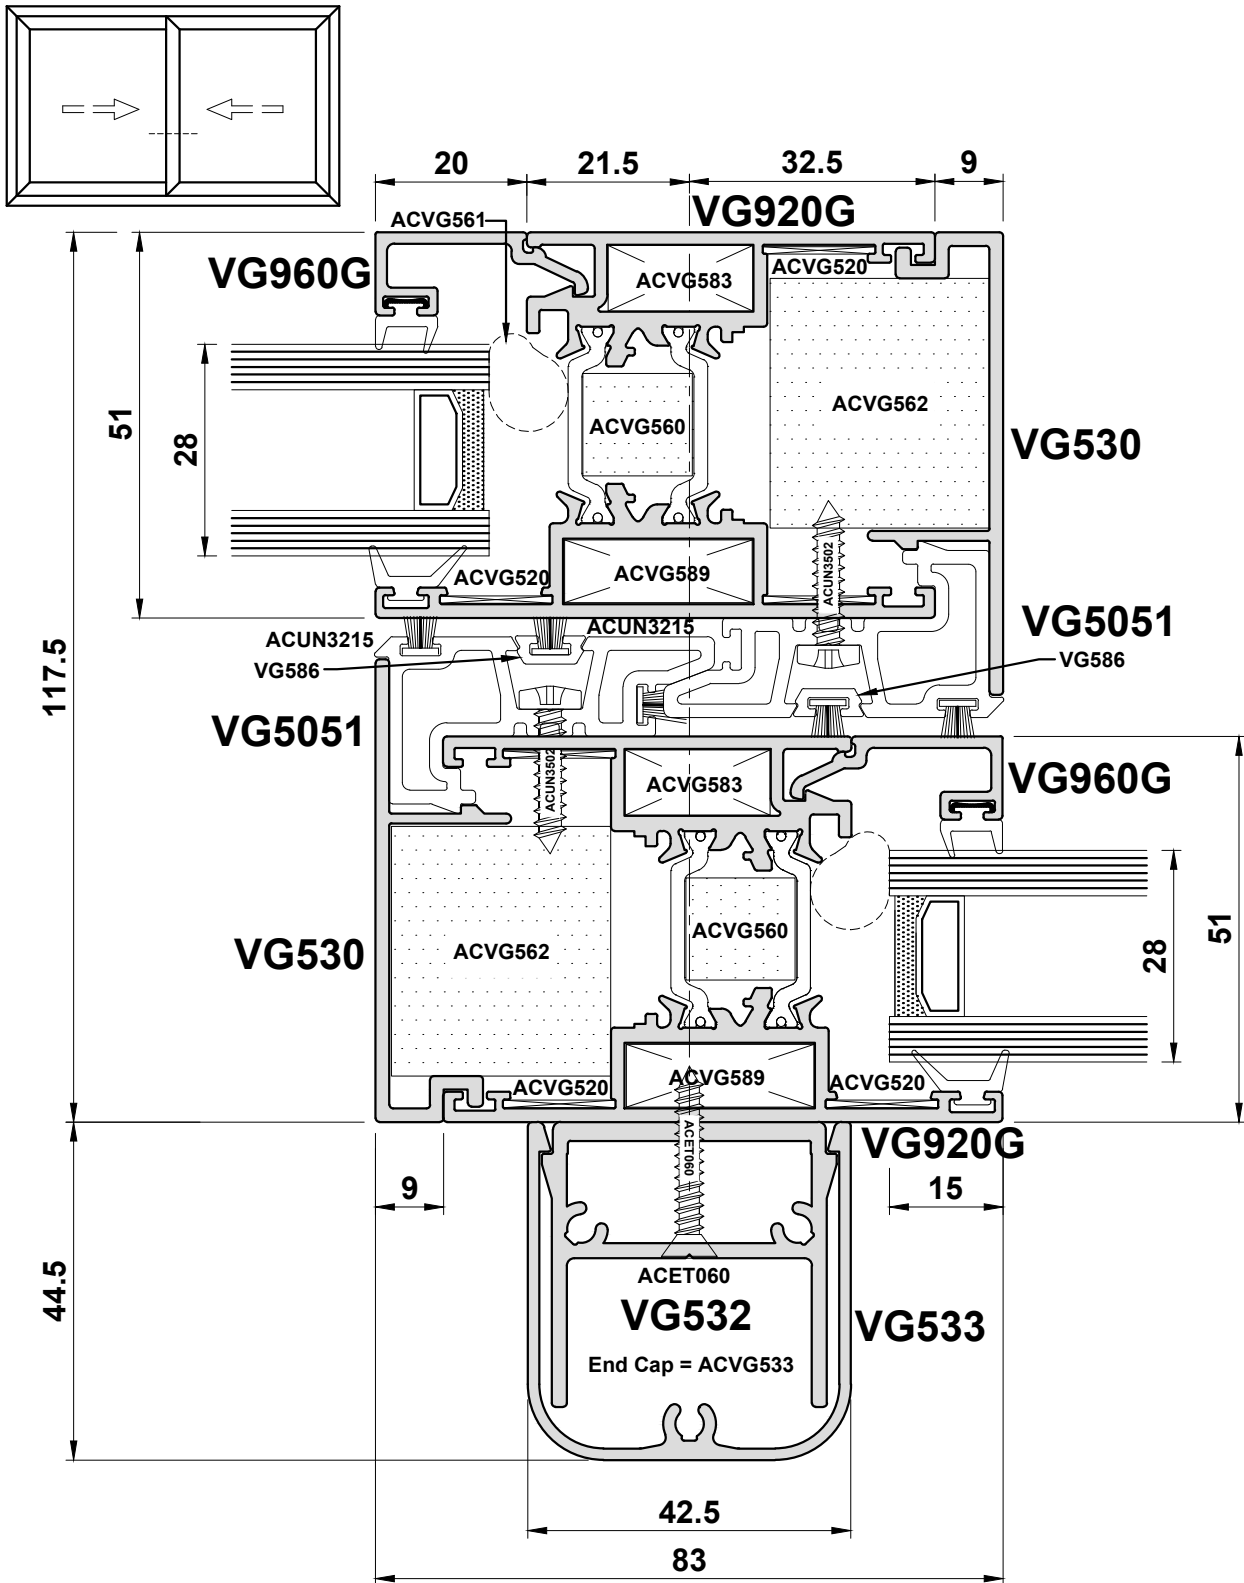 20
21.5
32.5
9
VG920G
ACVG561
VG960G
ACVG583
ACVG520
51
28
ACVG560
ACVG562
VG530
ACUN3502
ACVG520
ACVG589
ACUN3215
ACUN3215
VG5051
VG586
VG586
117.5
VG5051
ACUN3502
ACVG583
VG960G
VG530
ACVG562
ACVG560
28
51
ACVG520
ACVG589
ACVG520
ACET060
VG920G
9
15
44.5
ACET060
VG532
VG533
End Cap = ACVG533
42.5
83